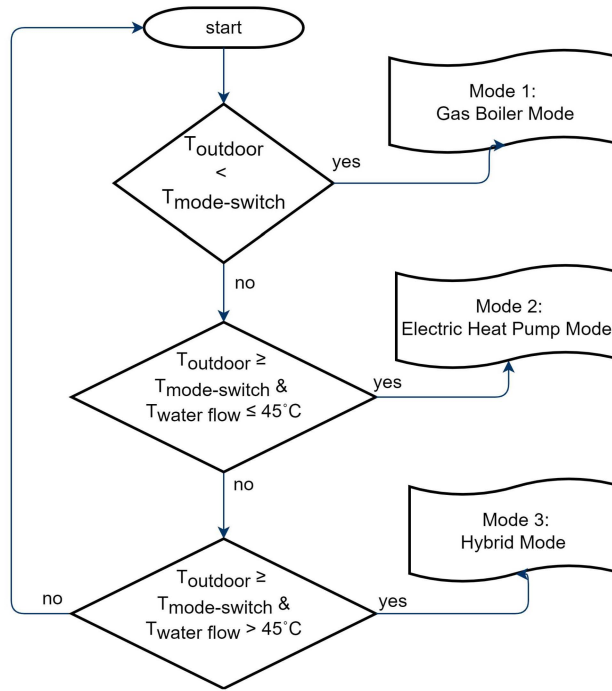 start
Mode 1:
Gas Boiler Mode
Toutdoor
<
Tmode-switch
yes
no
Mode 2:
Electric Heat Pump Mode
Toutdoor ≥
Tmode-switch &
Twater flow ≤ 45°C
yes
no
Mode 3:
Hybrid Mode
Toutdoor ≥
Tmode-switch &
Twater flow > 45°C
no
yes